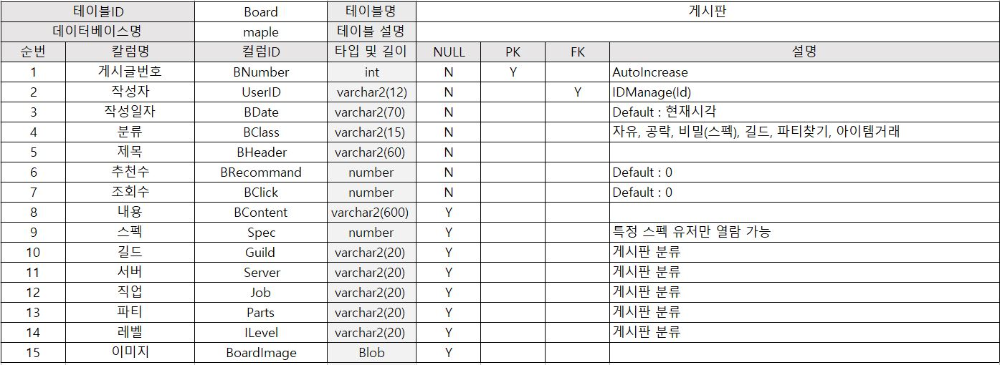 테이블ID Board 테이블명 게시판
데이터베이스명 maple 테이블 설명
순번 칼럼명 컬럼ID 타입 및 길이 NULL PK FK 설명
1 게시글번호 BNumber int N Y AutoIncrease
2 작성자 UserID varchar2(12) N Y IDManage(Id)
3 작성일자 BDate varchar2(70) N Default : 현재시각
4 분류 BClass varchar2(15) N 자유, 공략, 비밀(스펙), 길드, 파티찾기, 아이템거래
5 제목 BHeader varchar2(60) N
6 추천수 BRecommand number N Default : 0
7 조회수 BClick number N Default : 0
8 내용 BContent varchar2(600) Y
9 스펙 Spec number Y 특정 스펙 유저만 열람 가능
10 길드 Guild varchar2(20) Y 게시판 분류
11 서버 Server varchar2(20) Y 게시판 분류
12 직업 Job varchar2(20) Y 게시판 분류
13 파티 Parts varchar2(20) Y 게시판 분류
14 레벨 ILevel varchar2(20) Y 게시판 분류
15 이미지 BoardImage Blob Y